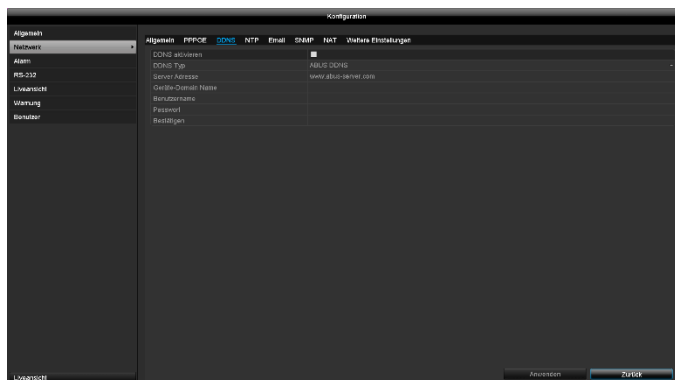 Konfiguration
Allgemein
Netzwerk
Alarm
RS-232
Liveansicht
Warnung
Benutzer
Allgemein PPPOE DDNS NTP Email SNMP NAT Weitere Einstellungen
DDNS aktivieren
DDNS Typ ABUS DDNS
Server Adresse www.abus-server.com
Geräte-Domain Name
Benutzername
Passwort
Bestätigen
Liveansicht Anwenden Zurück